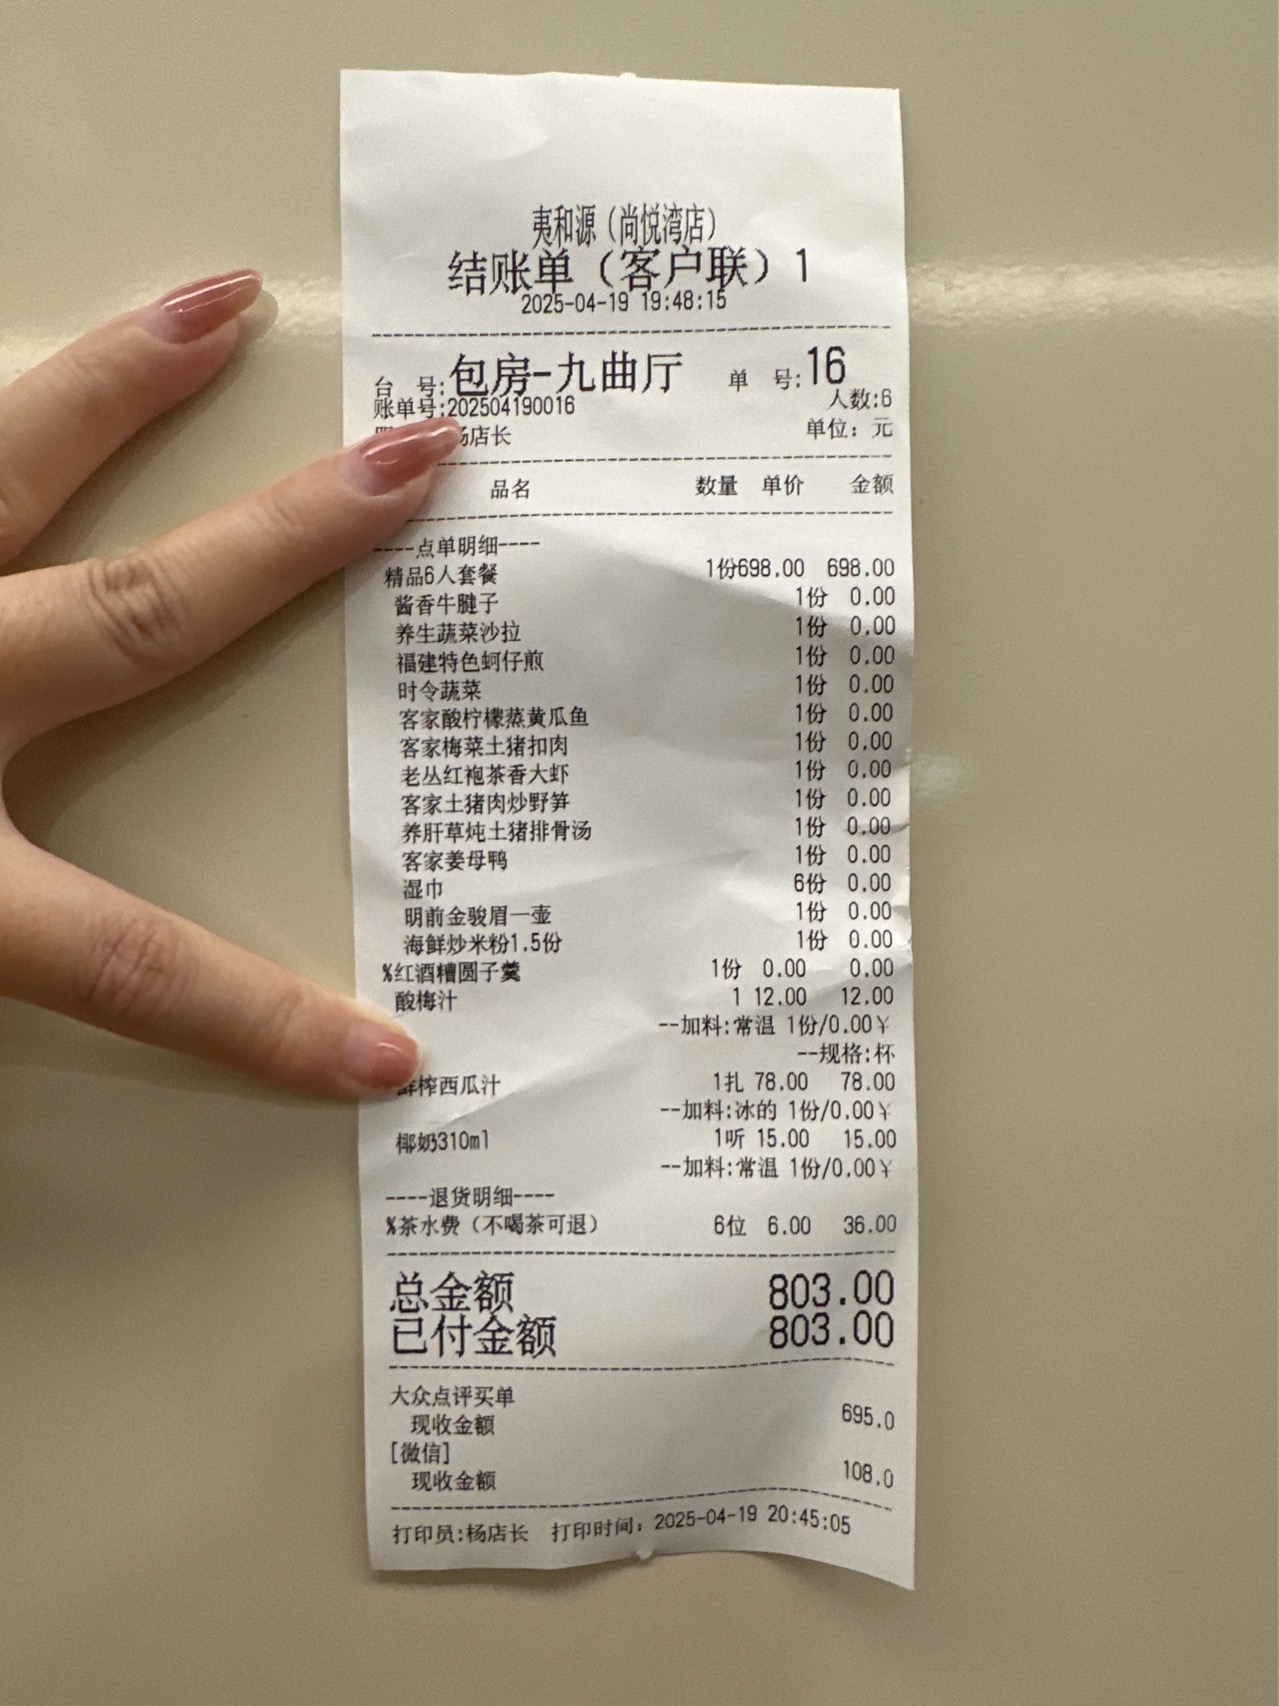 夷和源（尚悦湾店）
结账单（客户联）1
2025-04-19 19:48:15
台 号:包房-九曲厅 单 号:16
账单号:202504190016 人数:6
杨店长 单位：元
品名 数量 单价 金额
----点单明细----
精品6人套餐 1份698.00 698.00
酱香牛腱子 1份 0.00
养生蔬菜沙拉 1份 0.00
福建特色蚵仔煎 1份 0.00
时令蔬菜 1份 0.00
客家酸柠檬蒸黄瓜鱼 1份 0.00
客家梅菜土猪扣肉 1份 0.00
老丛红袍茶香大虾 1份 0.00
客家土猪肉炒野笋 1份 0.00
养肝草炖土猪排骨汤 1份 0.00
客家姜母鸭 1份 0.00
湿巾 6份 0.00
明前金骏眉一壶 1份 0.00
海鲜炒米粉1.5份 1份 0.00
%红酒糟圆子羹 1份 0.00 0.00
酸梅汁 1 12.00 12.00
--加料:常温 1份/0.00¥
--规格:杯
鲜榨西瓜汁 1扎 78.00 78.00
--加料:冰的 1份/0.00¥
椰奶310ml 1听 15.00 15.00
--加料:常温 1份/0.00¥
----退货明细----
%茶水费（不喝茶可退） 6位 6.00 36.00
总金额 803.00
已付金额 803.00
大众点评买单
现收金额 695.0
[微信]
现收金额 108.0
打印员:杨店长 打印时间：2025-04-19 20:45:05